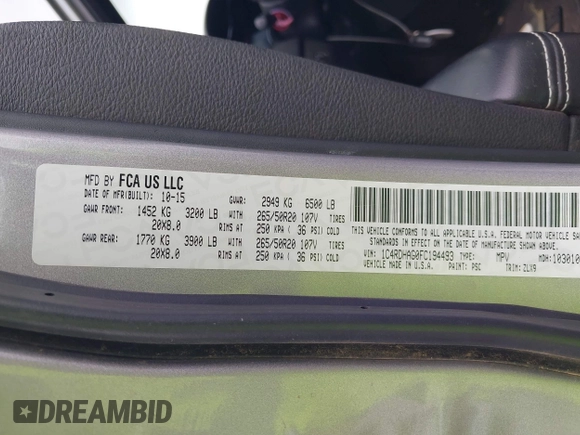 MFD BY FCA US LLC
DATE OF MFR(BUILT): 10-15 GVWR: 2949 KG 6500 LB
GAWR FRONT: 1452 KG 3200 LB WITH 265/50R20 107V TIRES
20X8.0 RIMS AT 250 KPA ( 36 PSI) COLD
GAWR REAR: 1770 KG 3900 LB WITH 265/50R20 107V TIRES
20X8.0 RIMS AT 250 KPA ( 36 PSI) COLD
THIS VEHICLE CONFORMS TO ALL APPLICABLE U.S.A. FEDERAL MOTOR VEHICLE
STANDARDS IN EFFECT ON THE DATE OF MANUFACTURE SHOWN
VIN: 1C4RDHAG0FC194493 TYPE: MPV MDH: 103010
VEHICLE MADE IN U.S.A. PAINT: PSC TRIM: ZLX9
DREAMBID